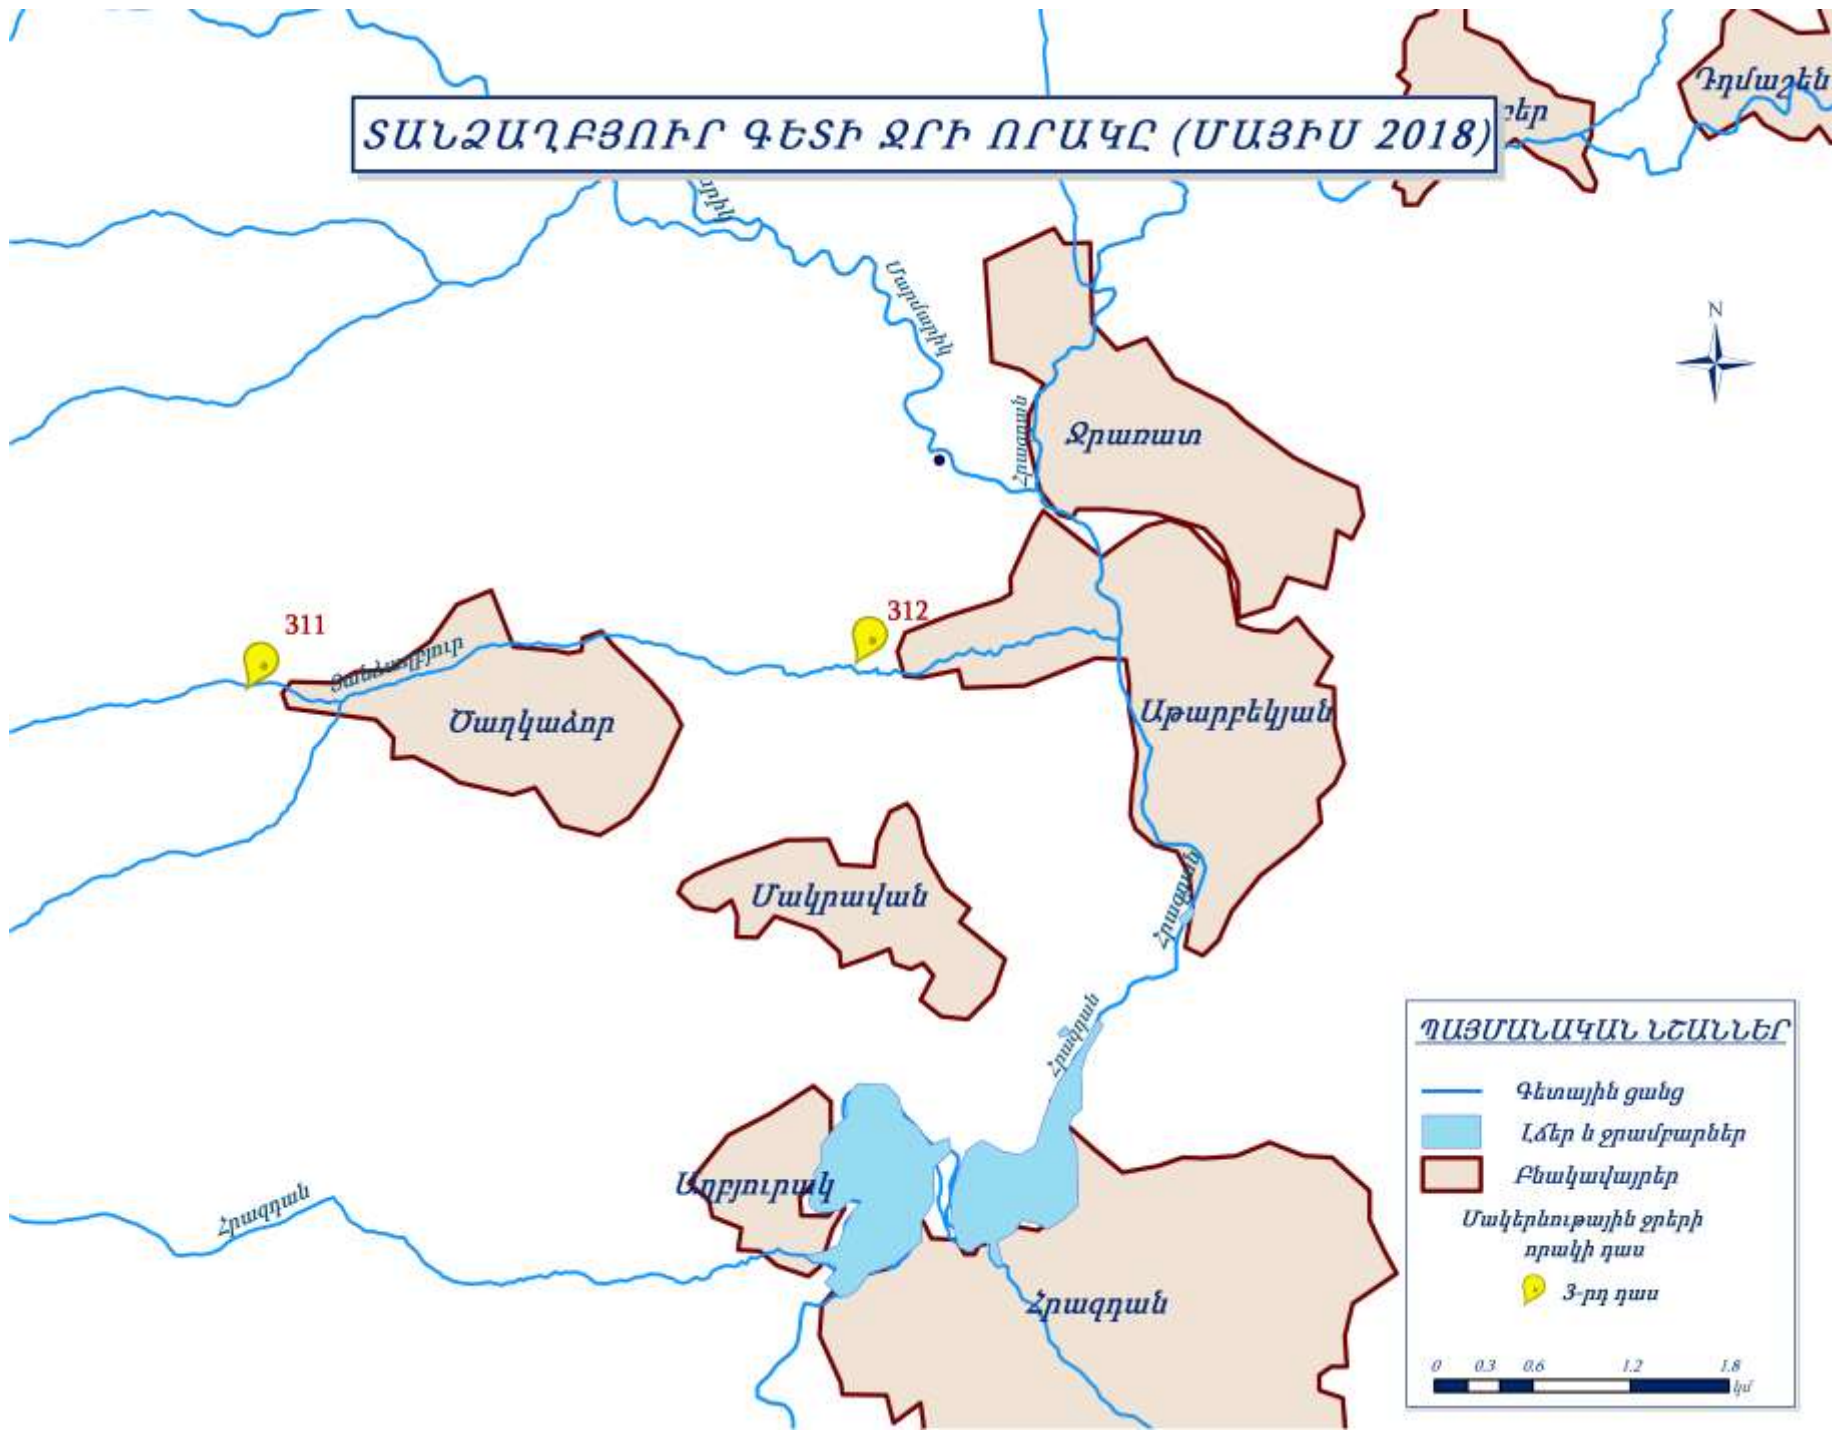 Դդմաշեն
ՏԱՆՁԱՂԲՅՈՒՐ ԳԵՏԻ ՋՐԻ ՈՐԱԿԸ (ՄԱՅԻՍ 2018)
Մարմարիկ
N
Հրազդան
Ջրառատ
311
312
Տանձաղբյուր
Ծաղկաձոր
Աթարբեկյան
Մակրավան
Հրազդան
Հրազդան
Աղբյուրակ
Հրազդան
Հրազդան
ՊԱՅՄԱՆԱԿԱՆ ՆՇԱՆՆԵՐ
Գետային ցանց
Լճեր և ջրամբարներ
Բնակավայրեր
Մակերևութային ջրերի
որակի դաս
3-րդ դաս
0 0.3 0.6 1.2 1.8
կմ